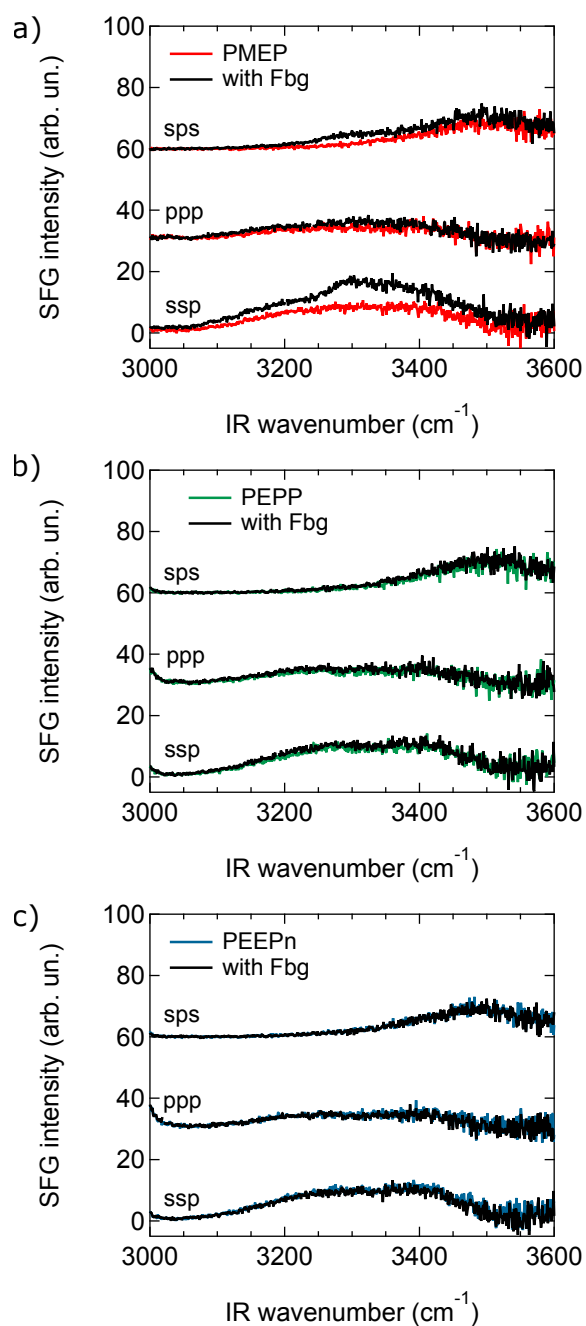 a)
100
PMEP
with Fbg
80
sps
60
ppp
40
20
ssp
0
SFG intensity (arb. un.)
3000 3200 3400 3600
IR wavenumber (cm⁻¹)
b)
100
PEPP
with Fbg
80
sps
60
ppp
40
20
ssp
0
SFG intensity (arb. un.)
3000 3200 3400 3600
IR wavenumber (cm⁻¹)
c)
100
PEEPn
with Fbg
80
sps
60
ppp
40
20
ssp
0
SFG intensity (arb. un.)
3000 3200 3400 3600
IR wavenumber (cm⁻¹)